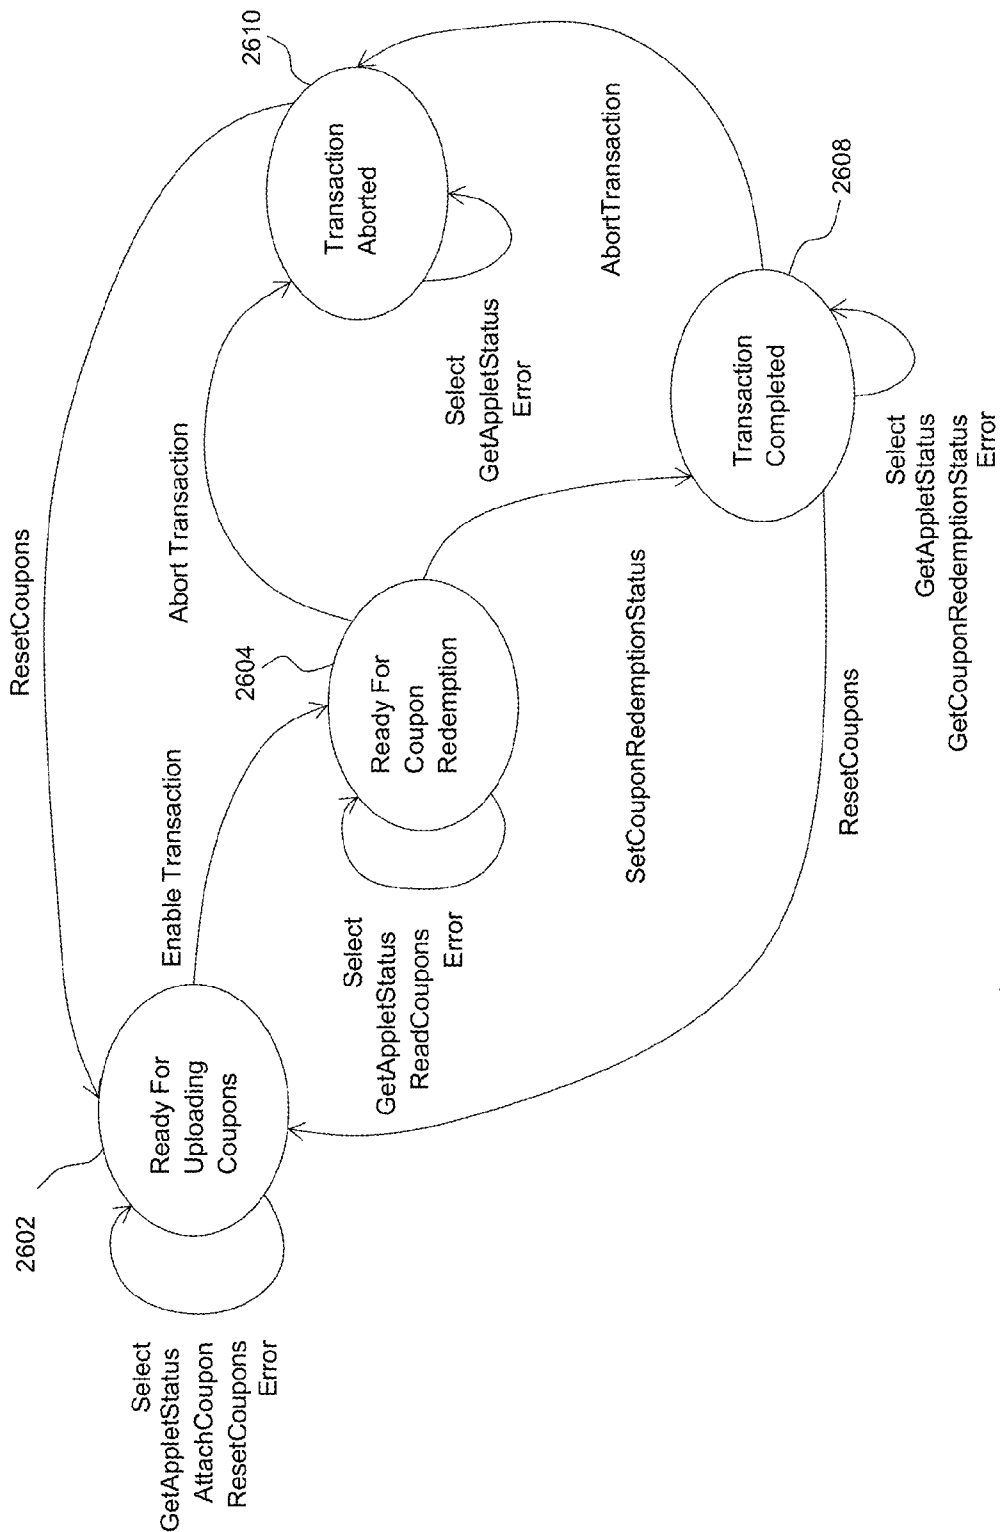 2602
Ready For
Uploading
Coupons
Select
GetAppletStatus
AttachCoupon
ResetCoupons
Error
ResetCoupons
Enable Transaction
2604
Ready For
Coupon
Redemption
Select
GetAppletStatus
ReadCoupons
Error
Abort Transaction
2610
Transaction
Aborted
Select
GetAppletStatus
Error
SetCouponRedemptionStatus
AbortTransaction
2608
Transaction
Completed
Select
GetAppletStatus
GetCouponRedemptionStatus
Error
ResetCoupons